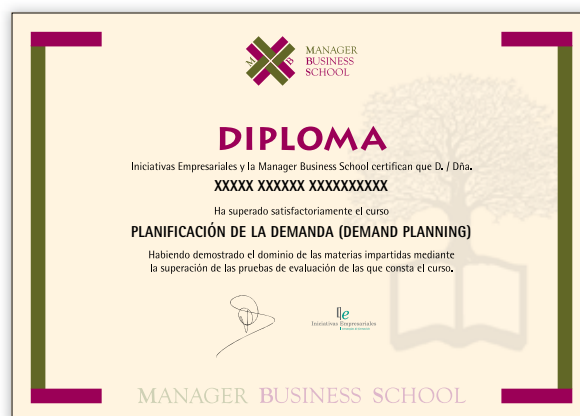 M B
MANAGER
BUSINESS
SCHOOL
DIPLOMA
Iniciativas Empresariales y la Manager Business School certifican que D. / Dña.
XXXXX XXXXXX XXXXXXXXXX
Ha superado satisfactoriamente el curso
PLANIFICACIÓN DE LA DEMANDA (DEMAND PLANNING)
Habiendo demostrado el dominio de las materias impartidas mediante
la superación de las pruebas de evaluación de las que consta el curso.
Iniciativas Empresariales
MANAGER BUSINESS SCHOOL